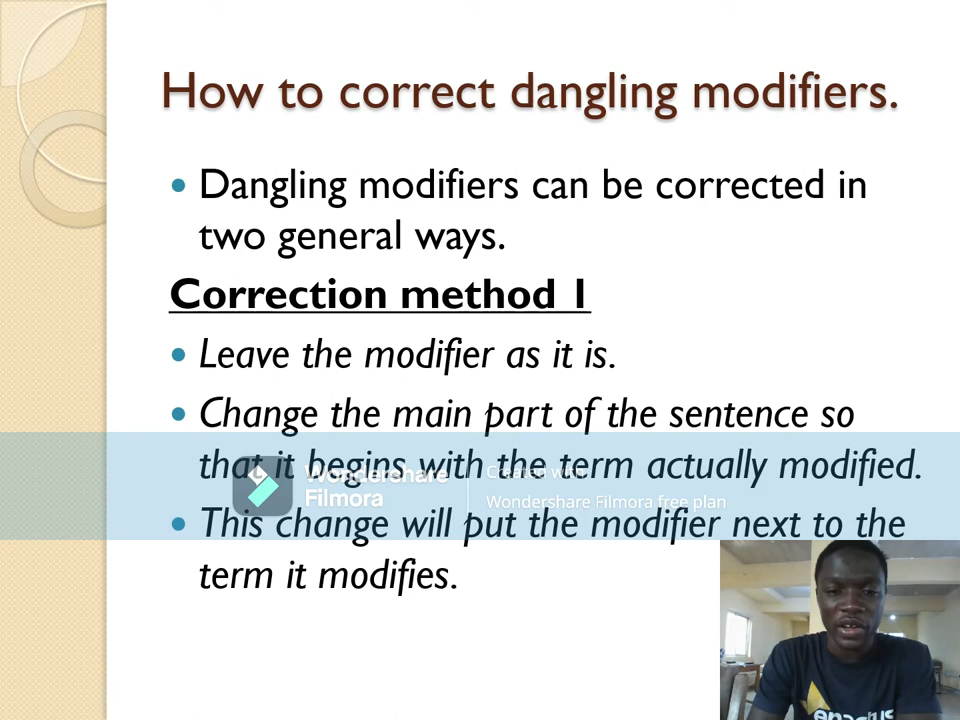 How to correct dangling modifiers.
Dangling modifiers can be corrected in
two general ways.
Correction method 1
Leave the modifier as it is.
Change the main part of the sentence so
that it begins with the term actually modified.
Wondershare
Filmora
Created with
Wondershare Filmora free plan
This change will put the modifier next to the
term it modifies.